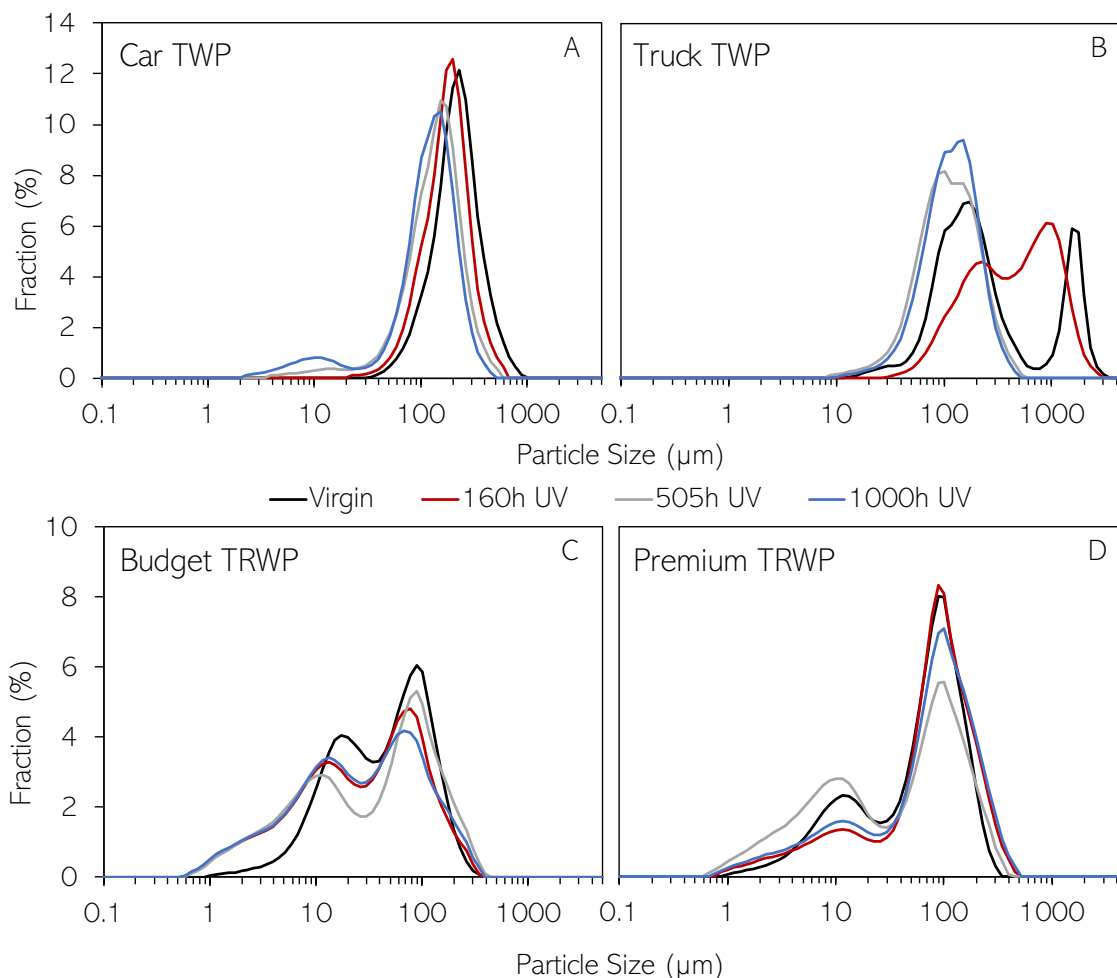 Car TWP
A
Truck TWP
B
Fraction (%)
14
12
10
8
6
4
2
0
0.1 1 10 100 1000
0.1 1 10 100 1000
Particle Size (µm)
Virgin 160h UV 505h UV 1000h UV
Budget TRWP
C
Premium TRWP
D
Fraction (%)
10
8
6
4
2
0
0.1 1 10 100 1000
0.1 1 10 100 1000
Particle Size (µm)